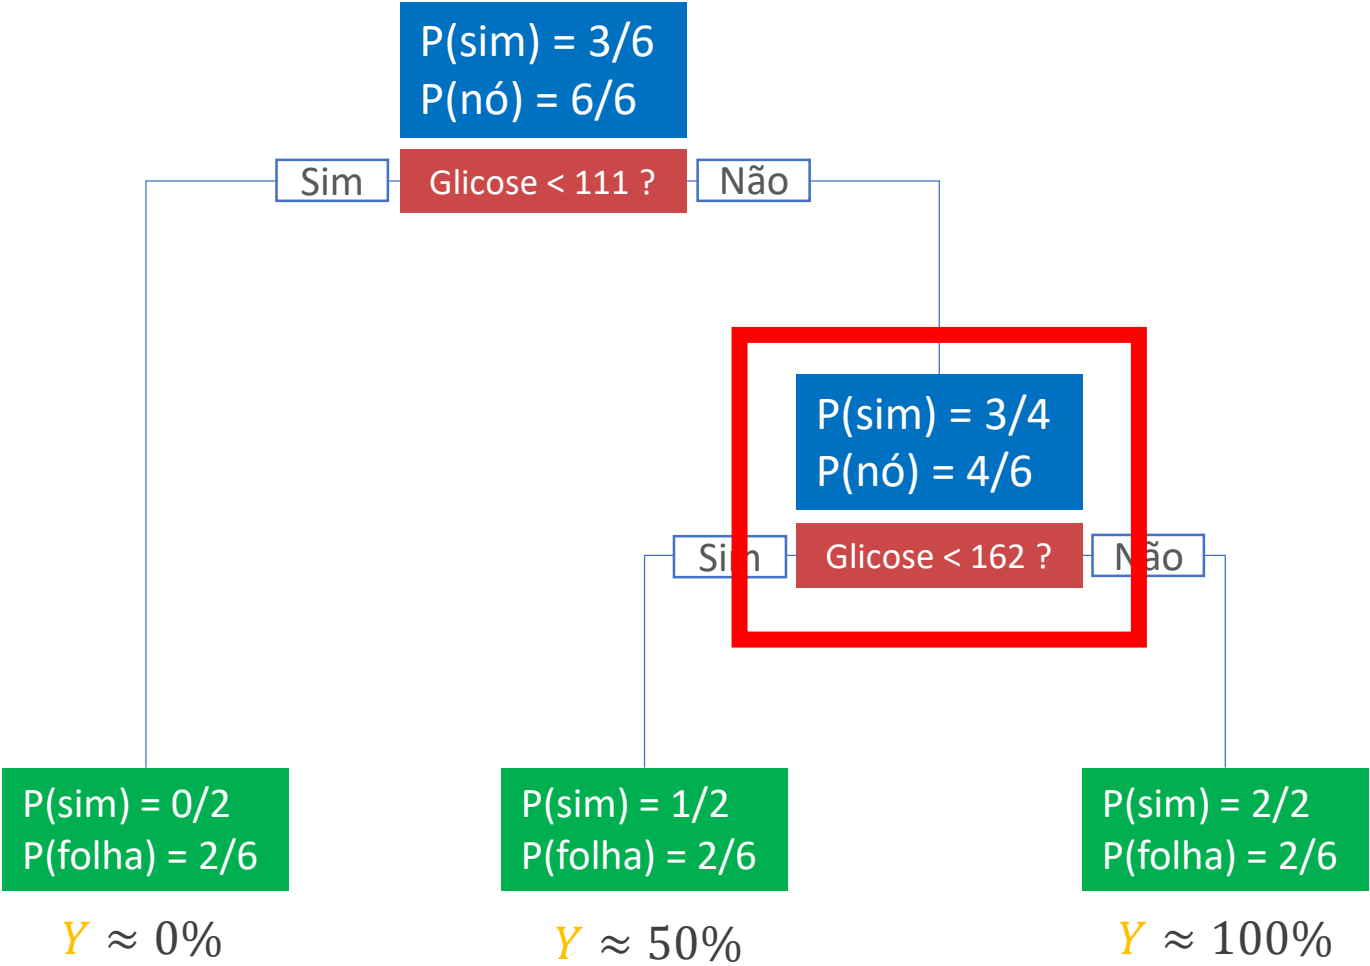 P(sim) = 3/6
P(nó) = 6/6
Sim
Glicose < 111 ?
Não
P(sim) = 3/4
P(nó) = 4/6
Sim
Glicose < 162 ?
Não
P(sim) = 0/2
P(folha) = 2/6
P(sim) = 1/2
P(folha) = 2/6
P(sim) = 2/2
P(folha) = 2/6
Y ≈ 0%
Y ≈ 50%
Y ≈ 100%